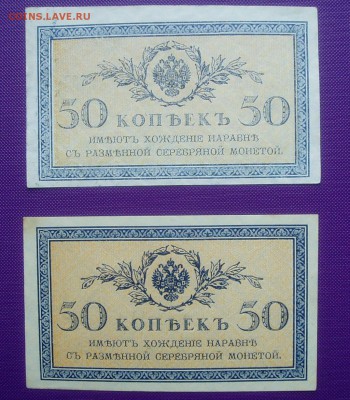 COINS.LAVE.RU
50 КОПѢЕКЪ 50
ИМѢЮТЪ ХОЖДЕНІЕ НАРАВНѢ
СЪ РАЗМѢННОЙ СЕРЕБРЯНОЙ МОНЕТОЙ.
50 КОПѢЕКЪ 50
ИМѢЮТЪ ХОЖДЕНІЕ НАРАВНѢ
СЪ РАЗМѢННОЙ СЕРЕБРЯНОЙ МОНЕТОЙ.